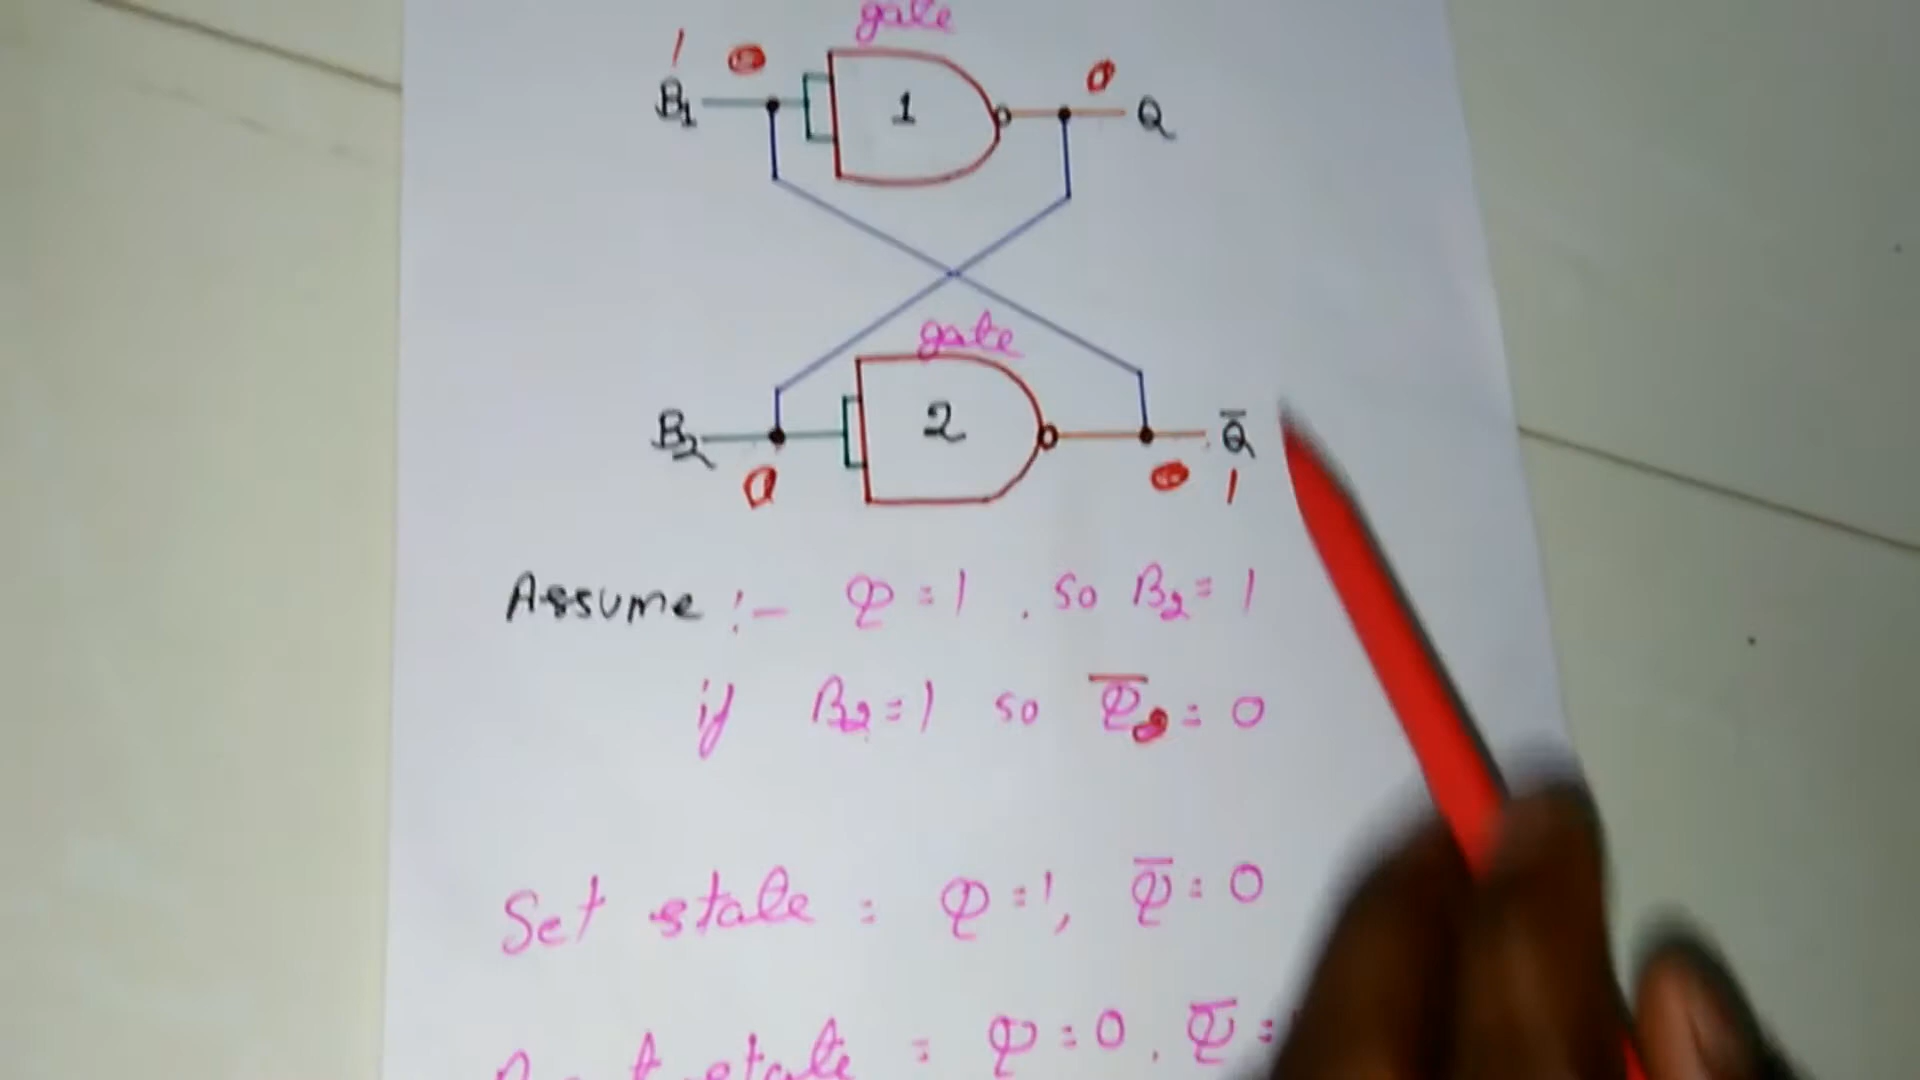 gate
1
B1 1 0 Q
gate
B2 2 Q̄
0 1
Assume :- Q = 1 . so B2 = 1
if B2 = 1 so Q̄ = 0
Set state = Q = 1, Q̄ = 0
state = Q = 0 . Q̄ =